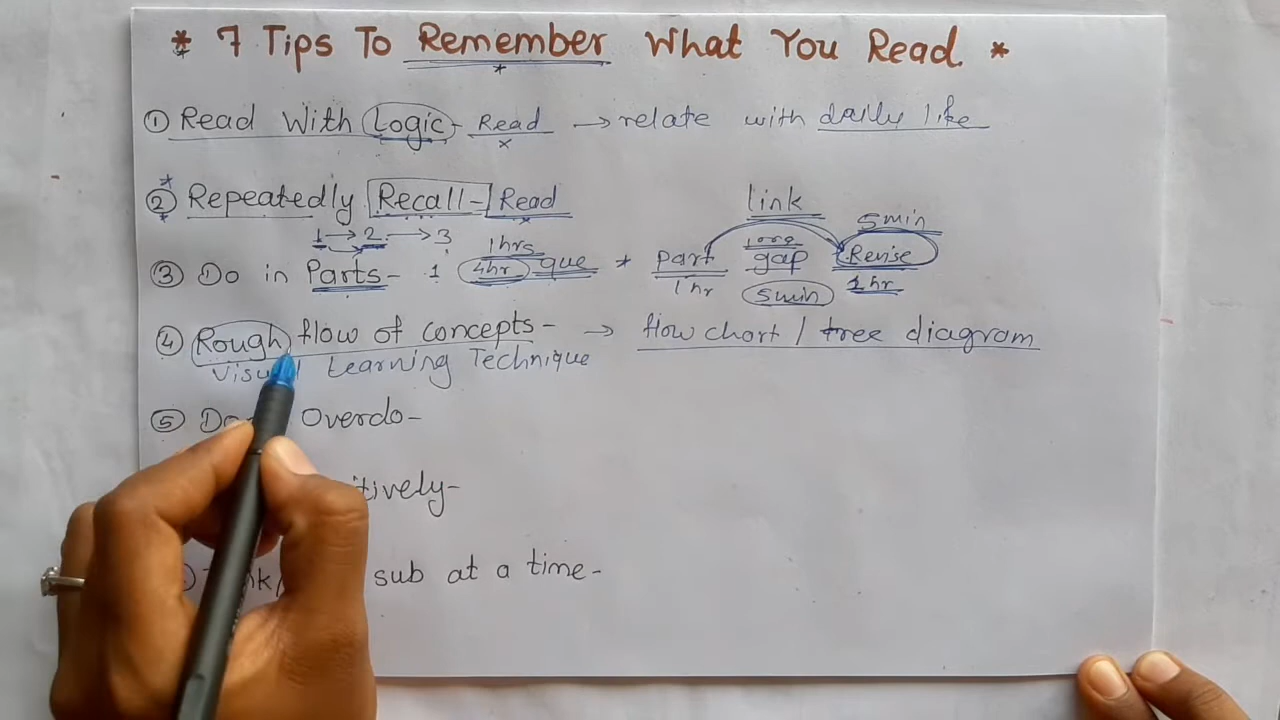 * 7 Tips To Remember What You Read *
① Read With Logic- Read → relate with daily like
② Repeatedly Recall- Read
link
5min
1 → 2 → 3
1hrs
③ Do in Parts- 1 4hr que * part gap Revise
1hr 5min 1hr
④ Rough flow of concepts- → flow chart / tree diagram
Learning Technique
⑤ Overdo-
sub at a time-